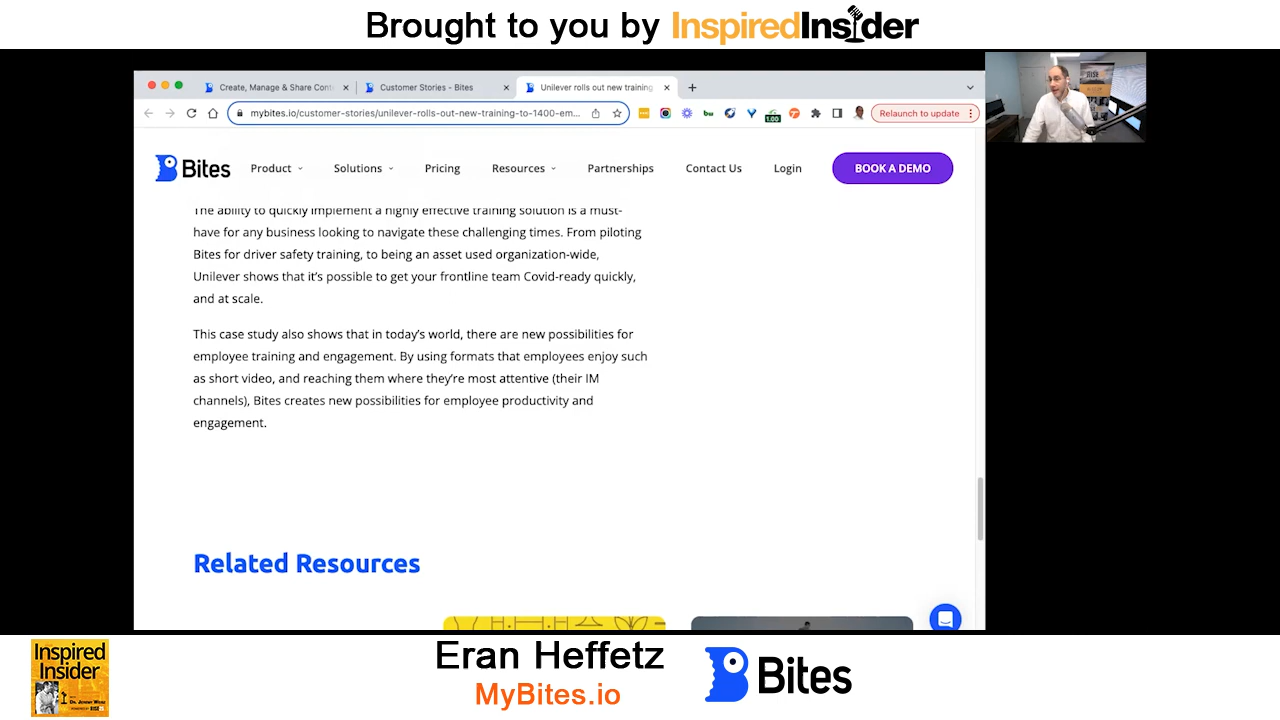 Brought to you by InspiredInsider
Create, Manage & Share Cont
Customer Stories - Bites
Unilever rolls out new training
mybites.io/customer-stories/unilever-rolls-out-new-training-to-1400-em...
1.00
Relaunch to update
Bites
Product
Solutions
Pricing
Resources
Partnerships
Contact Us
Login
BOOK A DEMO
The ability to quickly implement a highly effective training solution is a must-
have for any business looking to navigate these challenging times. From piloting
Bites for driver safety training, to being an asset used organization-wide,
Unilever shows that it's possible to get your frontline team Covid-ready quickly,
and at scale.
This case study also shows that in today's world, there are new possibilities for
employee training and engagement. By using formats that employees enjoy such
as short video, and reaching them where they're most attentive (their IM
channels), Bites creates new possibilities for employee productivity and
engagement.
Related Resources
Inspired
Insider
Eran Heffetz
MyBites.io
Bites